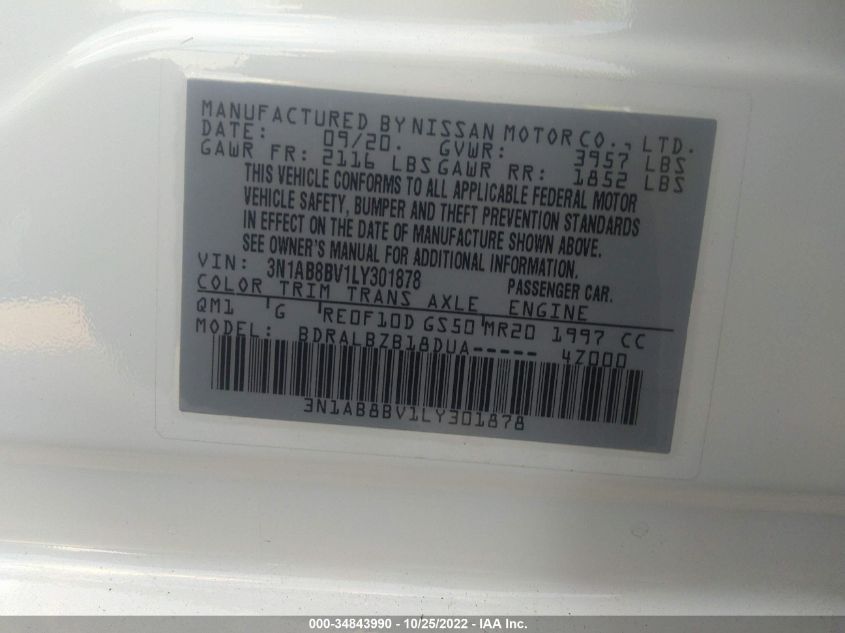 MANUFACTURED BY NISSAN MOTOR CO., LTD.
DATE: 09/20. GVWR: 3957 LBS
GAWR FR: 2116 LBS GAWR RR: 1852 LBS
THIS VEHICLE CONFORMS TO ALL APPLICABLE FEDERAL MOTOR
VEHICLE SAFETY, BUMPER AND THEFT PREVENTION STANDARDS
IN EFFECT ON THE DATE OF MANUFACTURE SHOWN ABOVE.
SEE OWNER'S MANUAL FOR ADDITIONAL INFORMATION.
VIN: 3N1AB8BV1LY301878 PASSENGER CAR.
COLOR TRIM TRANS AXLE ENGINE
QM1 G RE0F10D GS50 MR20 1997 CC
MODEL: BDRALBZB18DUA----- 4Z000
3N1AB8BV1LY301878
000-34843990 - 10/25/2022 - IAA Inc.